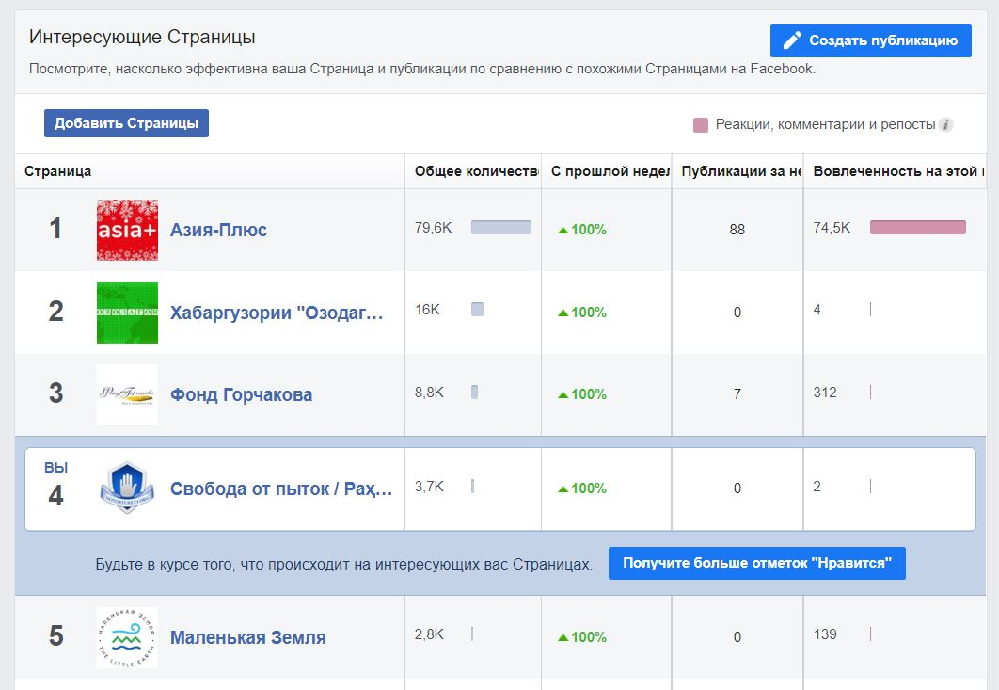 Интересующие Страницы
Создать публикацию
Посмотрите, насколько эффективна ваша Страница и публикации по сравнению с похожими Страницами на Facebook.
Добавить Страницы
Реакции, комментарии и репосты i
Страница Общее количеств С прошлой недел Публикации за не Вовлеченность на этой
1 asia+ Азия-Плюс 79,6K 100% 88 74,5K
2 ОЗОДАГОН Хабаргузории "Озодаг... 16K 100% 0 4
3 Фонд Горчакова 8,8K 100% 7 312
ВЫ
4 Свобода от пыток / Раҳ... 3,7K 100% 0 2
Будьте в курсе того, что происходит на интересующих вас Страницах. Получите больше отметок "Нравится"
5 МАЛЕНЬКАЯ ЗЕМЛЯ THE LITTLE EARTH Маленькая Земля 2,8K 100% 0 139